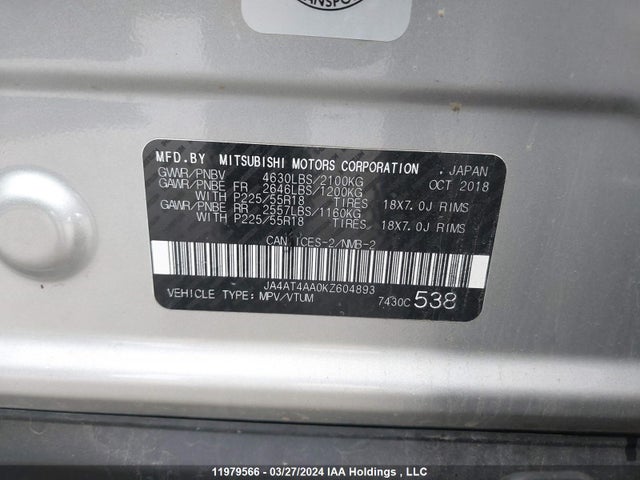 TRANSPO
MFD.BY MITSUBISHI MOTORS CORPORATION . JAPAN
GVWR/PNBV 4630LBS/2100KG OCT 2018
GAWR/PNBE FR 2646LBS/1200KG
WITH P225/55R18 TIRES 18X7.0J RIMS
GAWR/PNBE RR 2557LBS/1160KG
WITH P225/55R18 TIRES 18X7.0J RIMS
CAN ICES-2/NMB-2
JA4AT4AA0KZ604893
VEHICLE TYPE: MPV/VTUM 7430C 538
11979566 - 03/27/2024 IAA Holdings , LLC